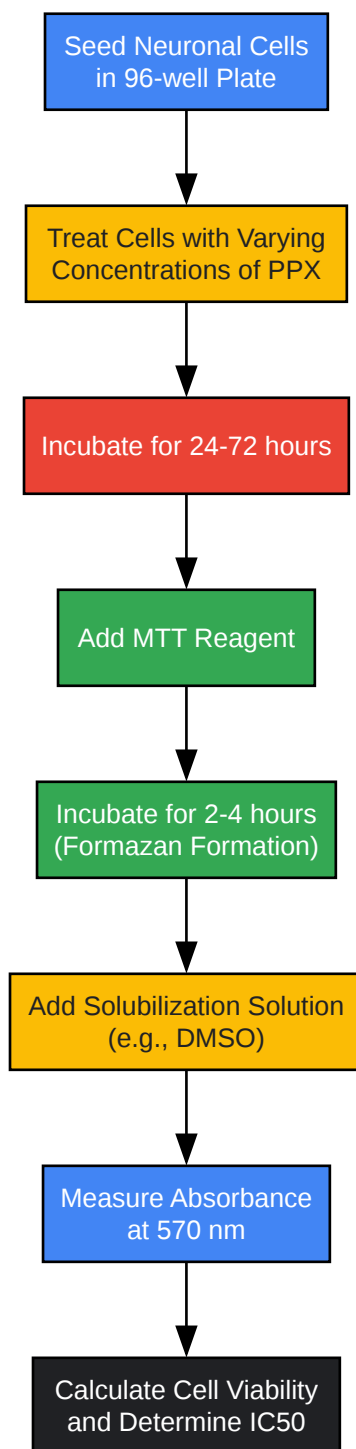 Seed Neuronal Cells
in 96-well Plate
Treat Cells with Varying
Concentrations of PPX
Incubate for 24-72 hours
Add MTT Reagent
Incubate for 2-4 hours
(Formazan Formation)
Add Solubilization Solution
(e.g., DMSO)
Measure Absorbance
at 570 nm
Calculate Cell Viability
and Determine IC50